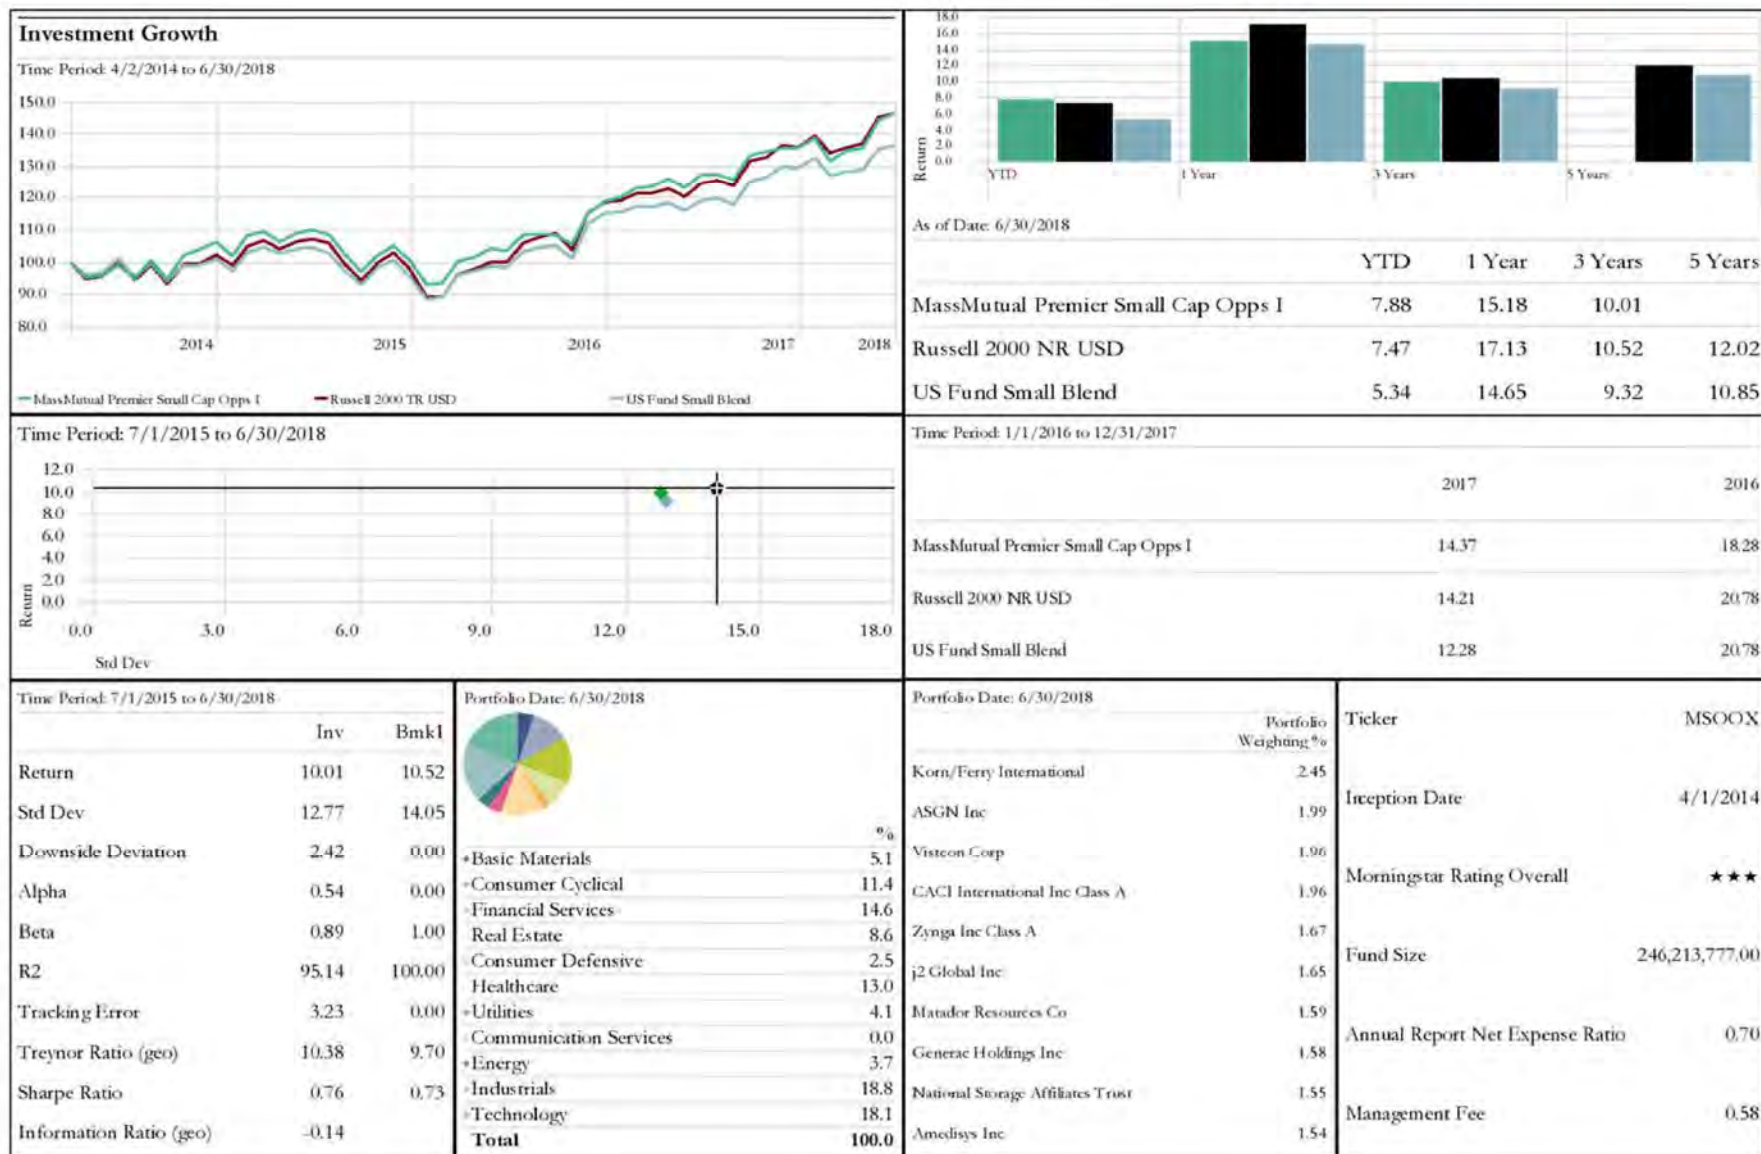 Investment Growth
Time Period: 4/2/2014 to 6/30/2018
150.0
140.0
130.0
120.0
110.0
100.0
90.0
80.0
2014 2015 2016 2017 2018
MassMutual Premier Small Cap Opps I Russell 2000 TR USD US Fund Small Blend
18.0
16.0
14.0
12.0
10.0
8.0
6.0
4.0
2.0
0.0
Return
YTD 1 Year 3 Years 5 Years
As of Date: 6/30/2018
YTD 1 Year 3 Years 5 Years
MassMutual Premier Small Cap Opps I 7.88 15.18 10.01
Russell 2000 NR USD 7.47 17.13 10.52 12.02
US Fund Small Blend 5.34 14.65 9.32 10.85
Time Period: 7/1/2015 to 6/30/2018
12.0
10.0
8.0
6.0
4.0
2.0
0.0
Return
0.0 3.0 6.0 9.0 12.0 15.0 18.0
Std Dev
Time Period: 1/1/2016 to 12/31/2017
2017 2016
MassMutual Premier Small Cap Opps I 14.37 18.28
Russell 2000 NR USD 14.21 20.78
US Fund Small Blend 12.28 20.78
Time Period: 7/1/2015 to 6/30/2018
Inv Bmk1
Return 10.01 10.52
Std Dev 12.77 14.05
Downside Deviation 2.42 0.00
Alpha 0.54 0.00
Beta 0.89 1.00
R2 95.14 100.00
Tracking Error 3.23 0.00
Treynor Ratio (geo) 10.38 9.70
Sharpe Ratio 0.76 0.73
Information Ratio (geo) -0.14
Portfolio Date: 6/30/2018
%
Basic Materials 5.1
Consumer Cyclical 11.4
Financial Services 14.6
Real Estate 8.6
Consumer Defensive 2.5
Healthcare 13.0
Utilities 4.1
Communication Services 0.0
Energy 3.7
Industrials 18.8
Technology 18.1
Total 100.0
Portfolio Date: 6/30/2018
Portfolio
Weighting %
Korn/Ferry International 2.45
ASGN Inc 1.99
Visteon Corp 1.96
CACI International Inc Class A 1.96
Zynga Inc Class A 1.67
j2 Global Inc 1.65
Matador Resources Co 1.59
Generac Holdings Inc 1.58
National Storage Affiliates Trust 1.55
Amedisys Inc 1.54
Ticker MSOOX
Inception Date 4/1/2014
Morningstar Rating Overall ★★★
Fund Size 246,213,777.00
Annual Report Net Expense Ratio 0.70
Management Fee 0.58